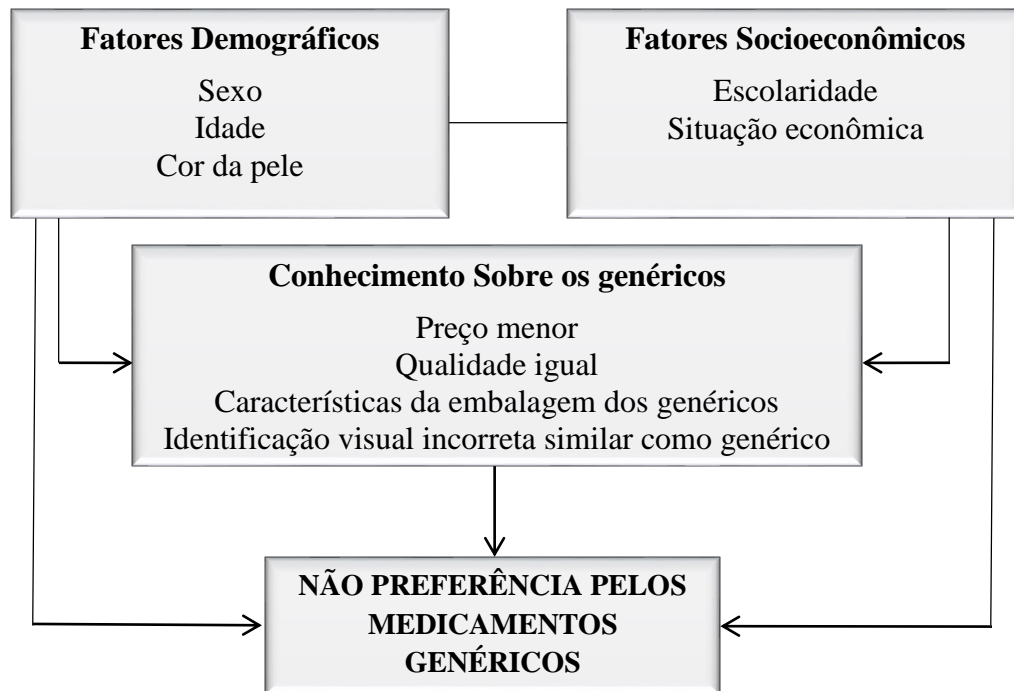 Fatores Demográficos
Sexo
Idade
Cor da pele
Fatores Socioeconômicos
Escolaridade
Situação econômica
Conhecimento Sobre os genéricos
Preço menor
Qualidade igual
Características da embalagem dos genéricos
Identificação visual incorreta similar como genérico
NÃO PREFERÊNCIA PELOS
MEDICAMENTOS
GENÉRICOS